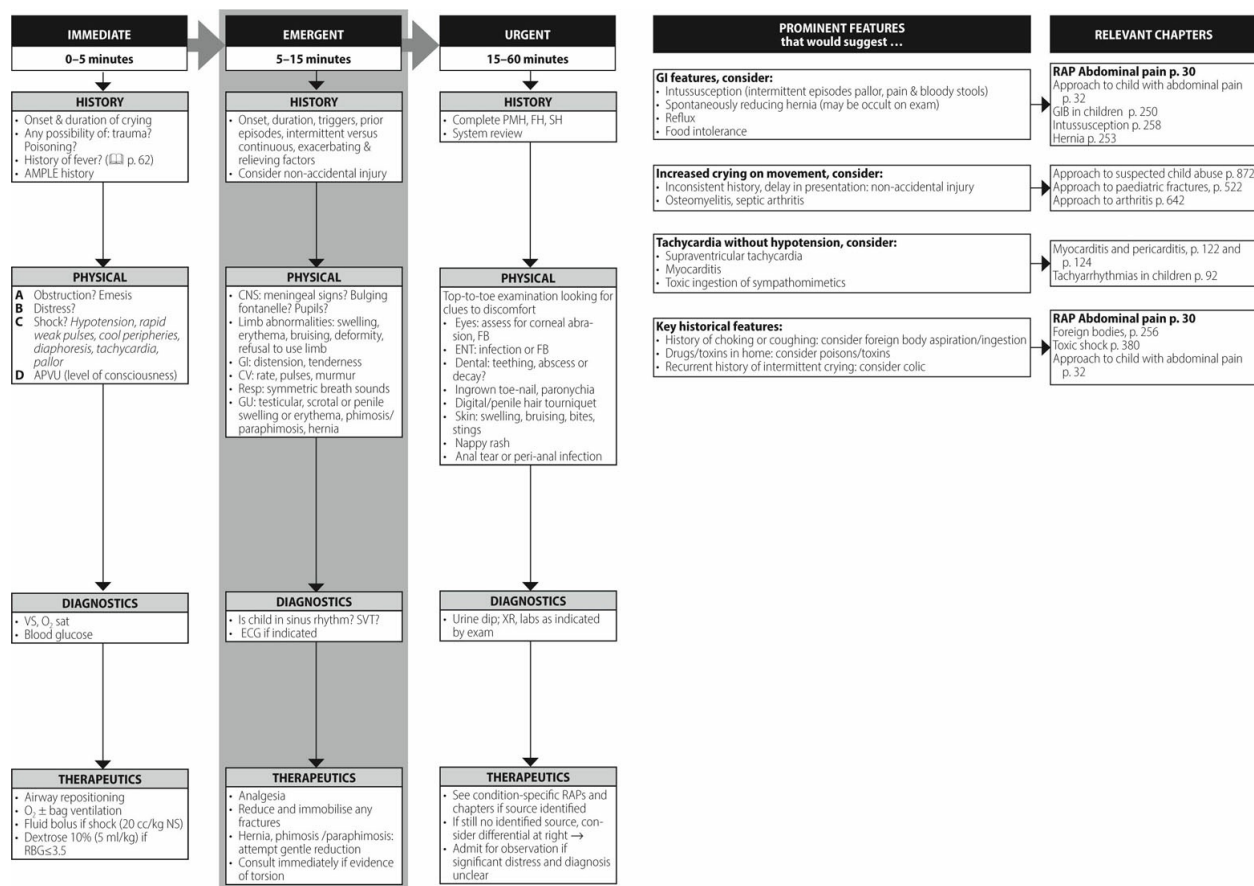 IMMEDIATE
0–5 minutes
HISTORY
• Onset & duration of crying
• Any possibility of: trauma?
Poisoning?
• History of fever? (📖 p. 62)
• AMPLE history
PHYSICAL
A Obstruction? Emesis
B Distress?
C Shock? Hypotension, rapid
weak pulses, cool peripheries,
diaphoresis, tachycardia,
pallor
D APVU (level of consciousness)
DIAGNOSTICS
• VS, O₂ sat
• Blood glucose
THERAPEUTICS
• Airway repositioning
• O₂ ± bag ventilation
• Fluid bolus if shock (20 cc/kg NS)
• Dextrose 10% (5 ml/kg) if
RBG≤3.5
EMERGENT
5–15 minutes
HISTORY
• Onset, duration, triggers, prior
episodes, intermittent versus
continuous, exacerbating &
relieving factors
• Consider non-accidental injury
PHYSICAL
• CNS: meningeal signs? Bulging
fontanelle? Pupils?
• Limb abnormalities: swelling,
erythema, bruising, deformity,
refusal to use limb
• GI: distension, tenderness
• CV: rate, pulses, murmur
• Resp: symmetric breath sounds
• GU: testicular, scrotal or penile
swelling or erythema, phimosis/
paraphimosis, hernia
DIAGNOSTICS
• Is child in sinus rhythm? SVT?
• ECG if indicated
THERAPEUTICS
• Analgesia
• Reduce and immobilise any
fractures
• Hernia, phimosis /paraphimosis:
attempt gentle reduction
• Consult immediately if evidence
of torsion
URGENT
15–60 minutes
HISTORY
• Complete PMH, FH, SH
• System review
PHYSICAL
Top-to-toe examination looking for
clues to discomfort
• Eyes: assess for corneal abra-
sion, FB
• ENT: infection or FB
• Dental: teething, abscess or
decay?
• Ingrown toe-nail, paronychia
• Digital/penile hair tourniquet
• Skin: swelling, bruising, bites,
stings
• Nappy rash
• Anal tear or peri-anal infection
DIAGNOSTICS
• Urine dip; XR, labs as indicated
by exam
THERAPEUTICS
• See condition-specific RAPs and
chapters if source identified
• If still no identified source, con-
sider differential at right →
• Admit for observation if
significant distress and diagnosis
unclear
PROMINENT FEATURES
that would suggest …
GI features, consider:
• Intussusception (intermittent episodes pallor, pain & bloody stools)
• Spontaneously reducing hernia (may be occult on exam)
• Reflux
• Food intolerance
Increased crying on movement, consider:
• Inconsistent history, delay in presentation: non-accidental injury
• Osteomyelitis, septic arthritis
Tachycardia without hypotension, consider:
• Supraventricular tachycardia
• Myocarditis
• Toxic ingestion of sympathomimetics
Key historical features:
• History of choking or coughing: consider foreign body aspiration/ingestion
• Drugs/toxins in home: consider poisons/toxins
• Recurrent history of intermittent crying: consider colic
RELEVANT CHAPTERS
RAP Abdominal pain p. 30
Approach to child with abdominal pain
p. 32
GIB in children p. 250
Intussusception p. 258
Hernia p. 253
Approach to suspected child abuse p. 872
Approach to paediatric fractures, p. 522
Approach to arthritis p. 642
Myocarditis and pericarditis, p. 122 and
p. 124
Tachyarrhythmias in children p. 92
RAP Abdominal pain p. 30
Foreign bodies, p. 256
Toxic shock p. 380
Approach to child with abdominal pain
p. 32